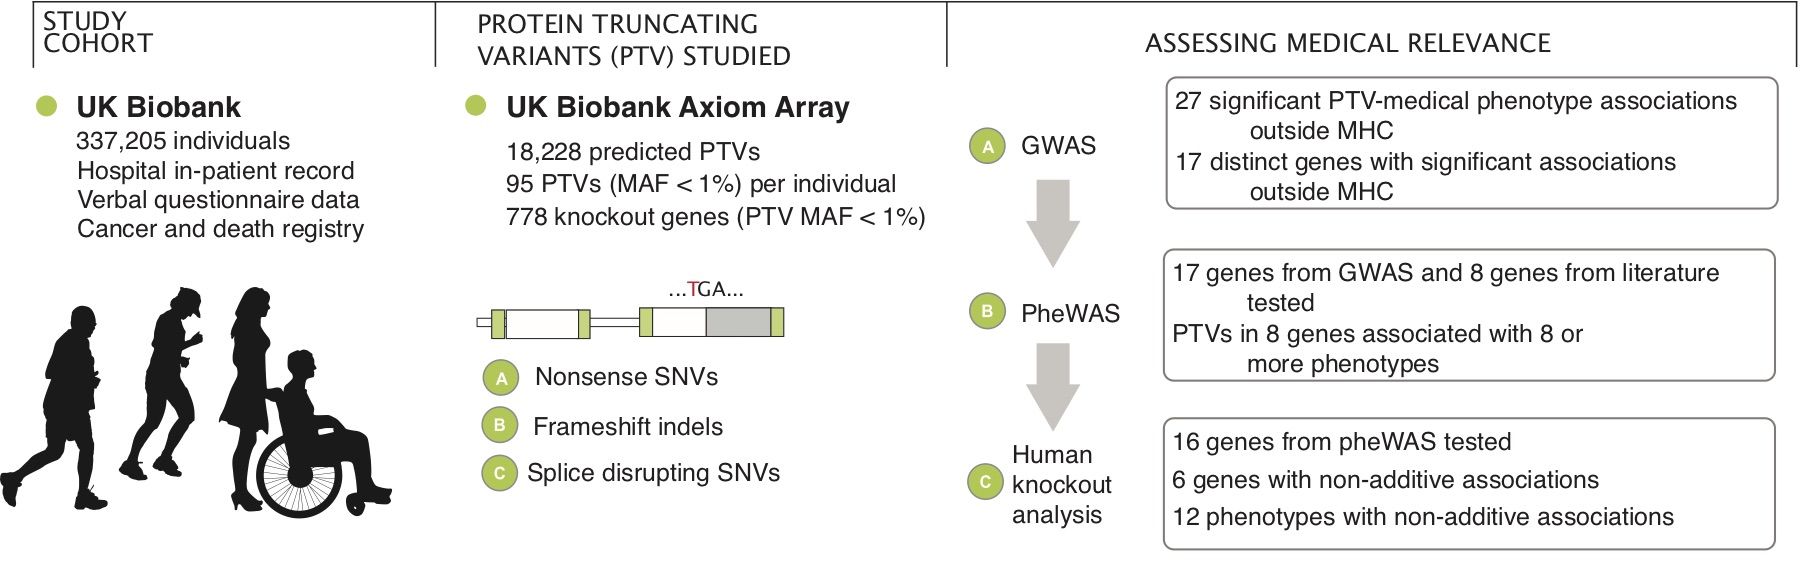 STUDY
COHORT
UK Biobank
337,205 individuals
Hospital in-patient record
Verbal questionnaire data
Cancer and death registry
PROTEIN TRUNCATING
VARIANTS (PTV) STUDIED
UK Biobank Axiom Array
18,228 predicted PTVs
95 PTVs (MAF < 1%) per individual
778 knockout genes (PTV MAF < 1%)
...TGA...
A Nonsense SNVs
B Frameshift indels
C Splice disrupting SNVs
ASSESSING MEDICAL RELEVANCE
A GWAS
27 significant PTV-medical phenotype associations
outside MHC
17 distinct genes with significant associations
outside MHC
B PheWAS
17 genes from GWAS and 8 genes from literature
tested
PTVs in 8 genes associated with 8 or
more phenotypes
C Human
knockout
analysis
16 genes from pheWAS tested
6 genes with non-additive associations
12 phenotypes with non-additive associations